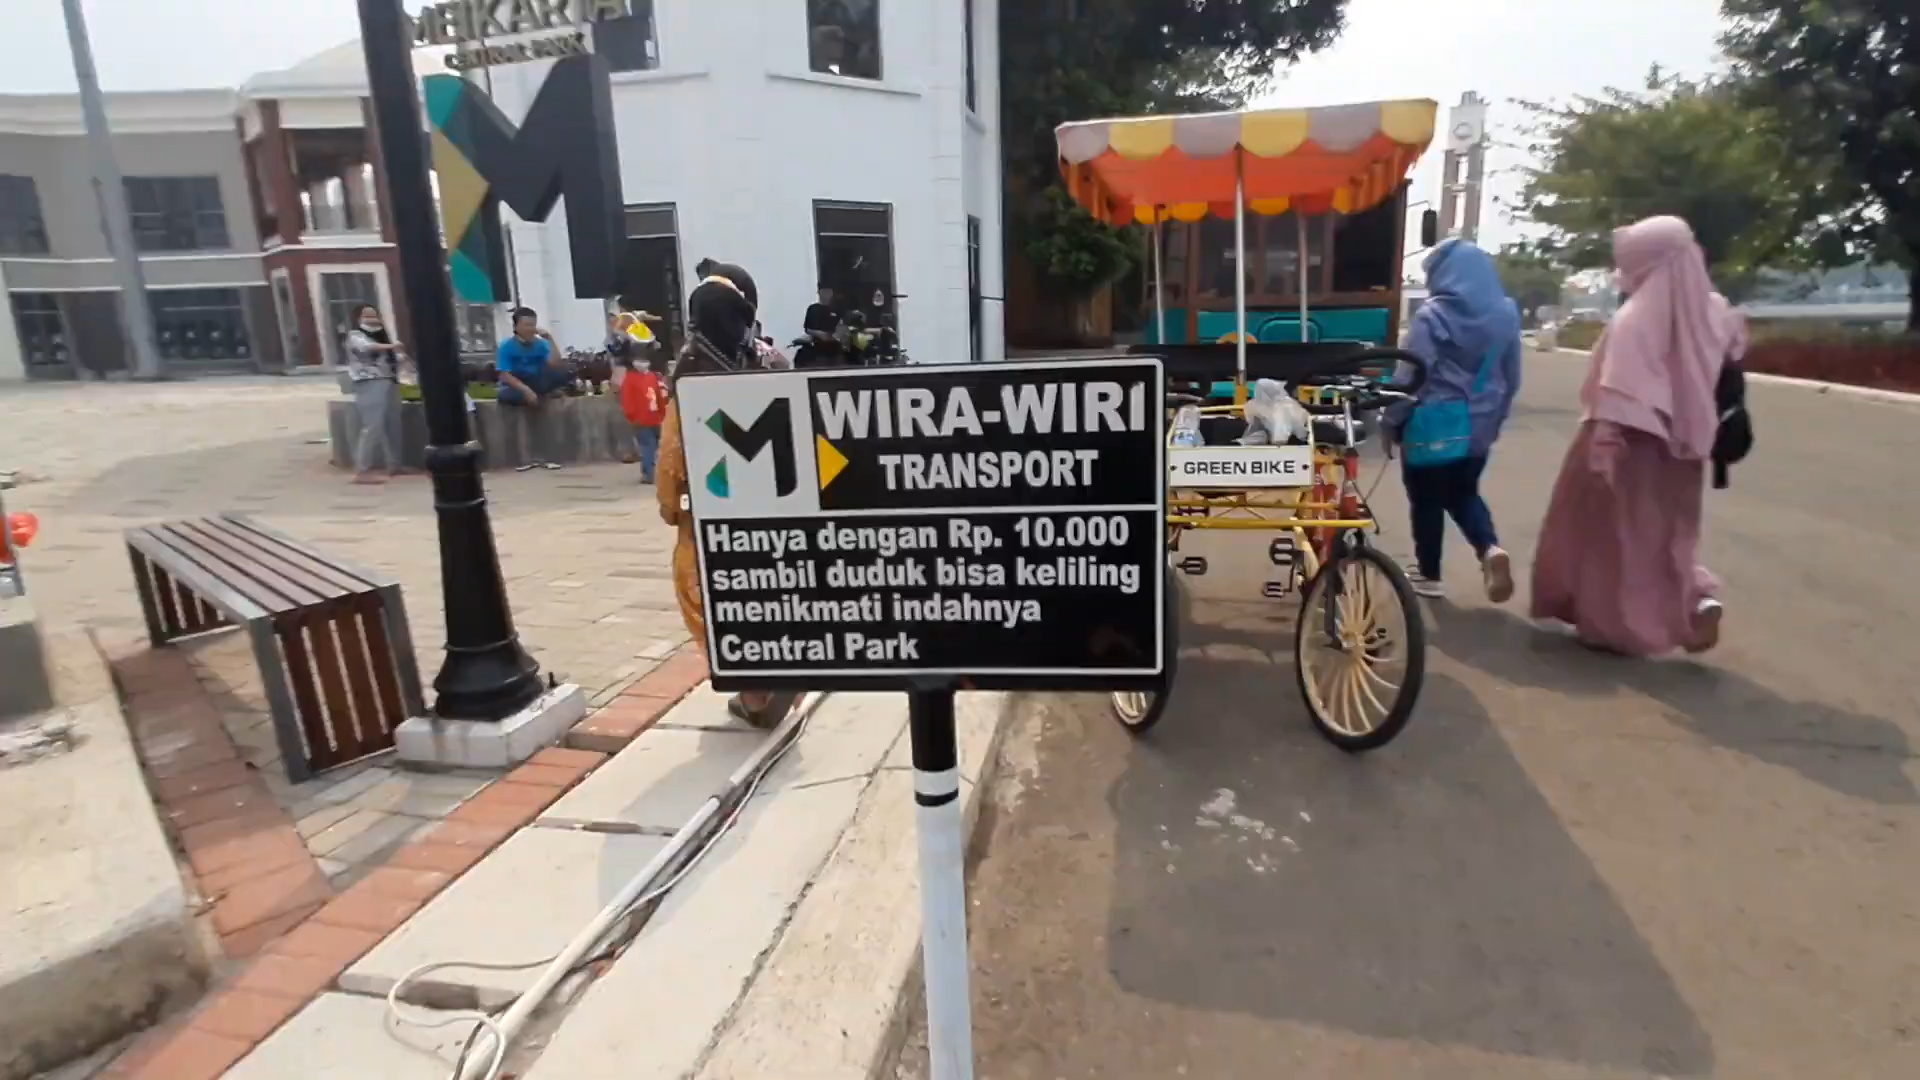 MEIKARTA
CENTRAL PARK
M
WIRA-WIRI
TRANSPORT
Hanya dengan Rp. 10.000
sambil duduk bisa keliling
menikmati indahnya
Central Park
GREEN BIKE